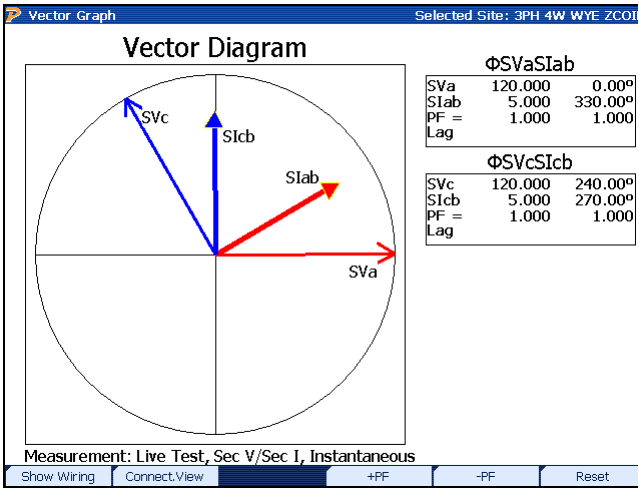 Vector Graph Selected Site: 3PH 4W WYE ZCOI
Vector Diagram
SVc
SIcb
SIab
SVa
ΦSVaSIab
SVa 120.000 0.00º
SIab 5.000 330.00º
PF = 1.000 1.000
Lag
ΦSVcSIcb
SVc 120.000 240.00º
SIcb 5.000 270.00º
PF = 1.000 1.000
Lag
Measurement: Live Test, Sec V/Sec I, Instantaneous
Show Wiring Connect.View +PF -PF Reset